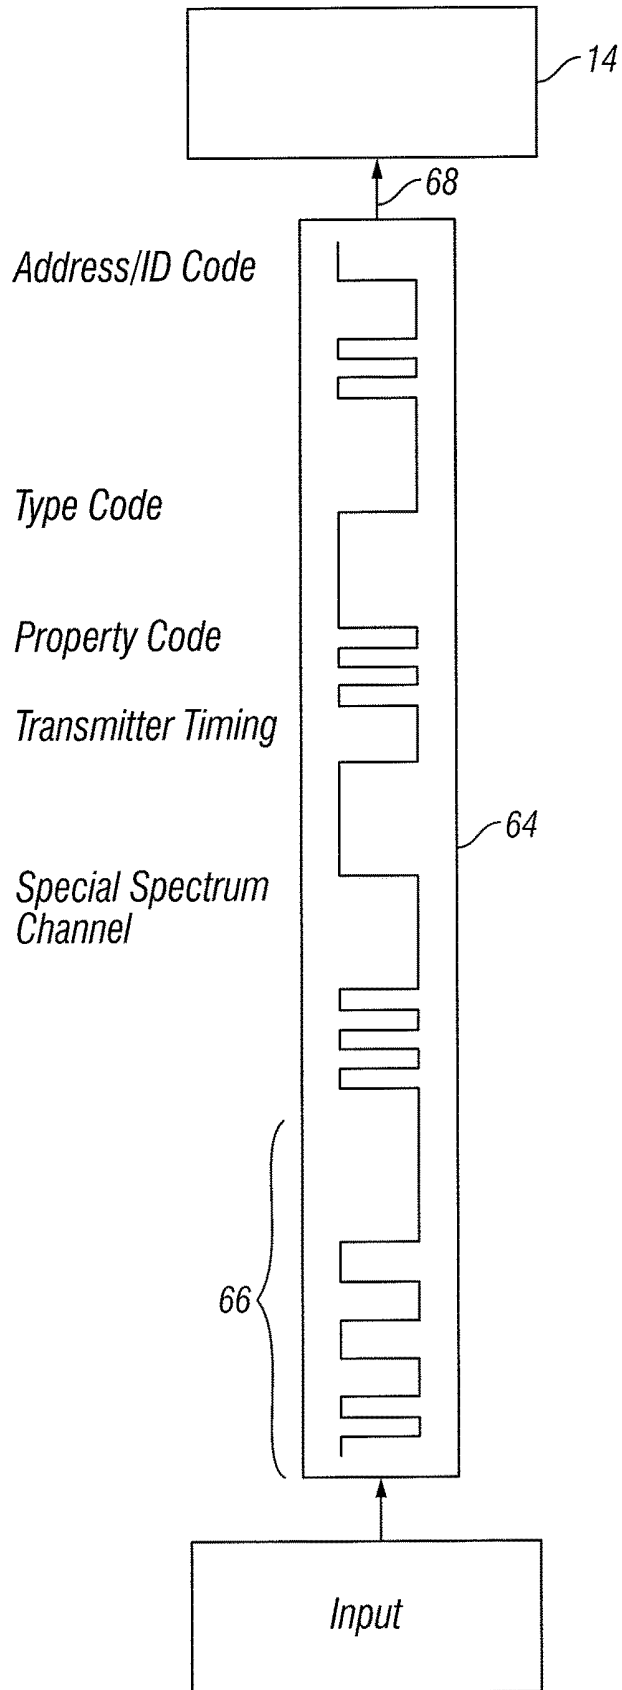 14
68
Address/ID Code
Type Code
Property Code
Transmitter Timing
64
Special Spectrum
Channel
66
Input